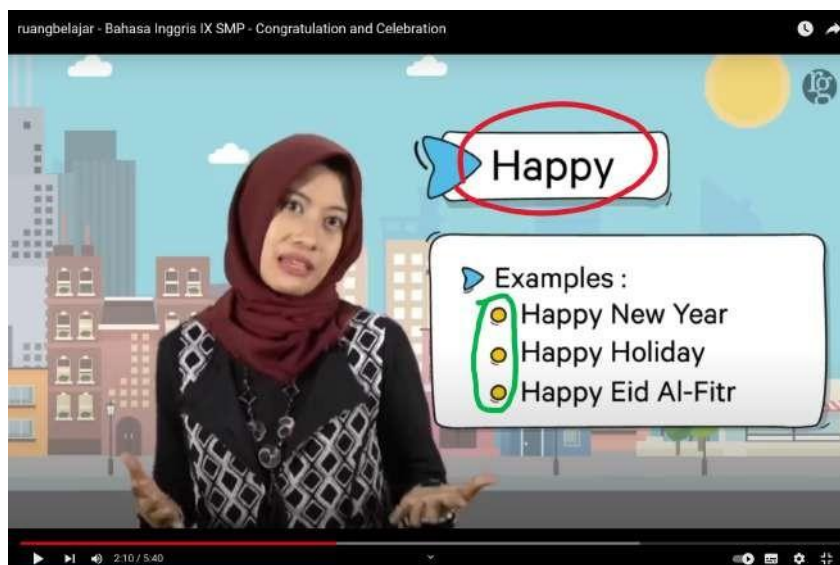 ruangbelajar - Bahasa Inggris IX SMP - Congratulation and Celebration
rg
Happy
Examples :
Happy New Year
Happy Holiday
Happy Eid Al-Fitr
2:10 / 5:40